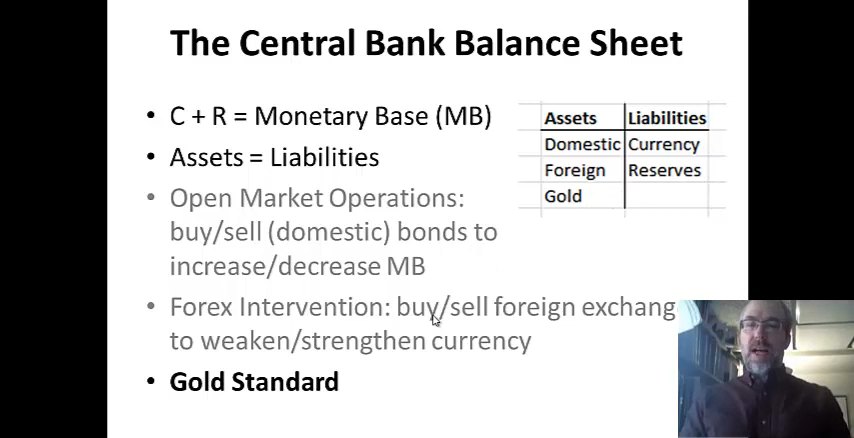 The Central Bank Balance Sheet
• C + R = Monetary Base (MB)
• Assets = Liabilities
• Open Market Operations:
buy/sell (domestic) bonds to
increase/decrease MB
• Forex Intervention: buy/sell foreign exchang
to weaken/strengthen currency
• Gold Standard
Assets Liabilities
Domestic Currency
Foreign Reserves
Gold